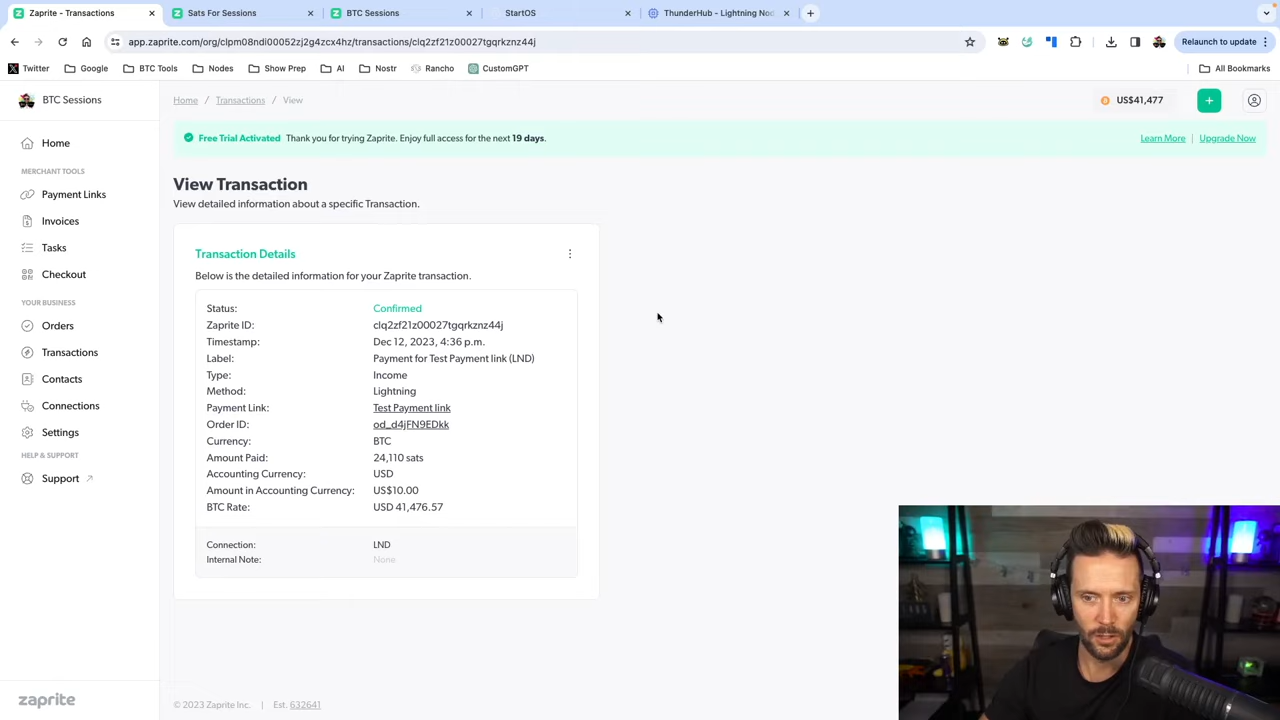 Zaprite - Transactions
Sats For Sessions
BTC Sessions
StartOS
ThunderHub - Lightning Nod
app.zaprite.com/org/clpm08ndi00052zj2g4zcx4hz/transactions/clq2zf21z00027tgqrkznz44j
Relaunch to update
Twitter
Google
BTC Tools
Nodes
Show Prep
AI
Nostr
Rancho
CustomGPT
All Bookmarks
BTC Sessions
Home / Transactions / View
US$41,477
Free Trial Activated Thank you for trying Zaprite. Enjoy full access for the next 19 days.
Learn More | Upgrade Now
Home
MERCHANT TOOLS
Payment Links
Invoices
Tasks
Checkout
YOUR BUSINESS
Orders
Transactions
Contacts
Connections
Settings
HELP & SUPPORT
Support
zaprite
View Transaction
View detailed information about a specific Transaction.
Transaction Details
Below is the detailed information for your Zaprite transaction.
Status: Confirmed
Zaprite ID: clq2zf21z00027tgqrkznz44j
Timestamp: Dec 12, 2023, 4:36 p.m.
Label: Payment for Test Payment link (LND)
Type: Income
Method: Lightning
Payment Link: Test Payment link
Order ID: od_d4jFN9EDkk
Currency: BTC
Amount Paid: 24,110 sats
Accounting Currency: USD
Amount in Accounting Currency: US$10.00
BTC Rate: USD 41,476.57
Connection: LND
Internal Note: None
© 2023 Zaprite Inc. | Est. 632641